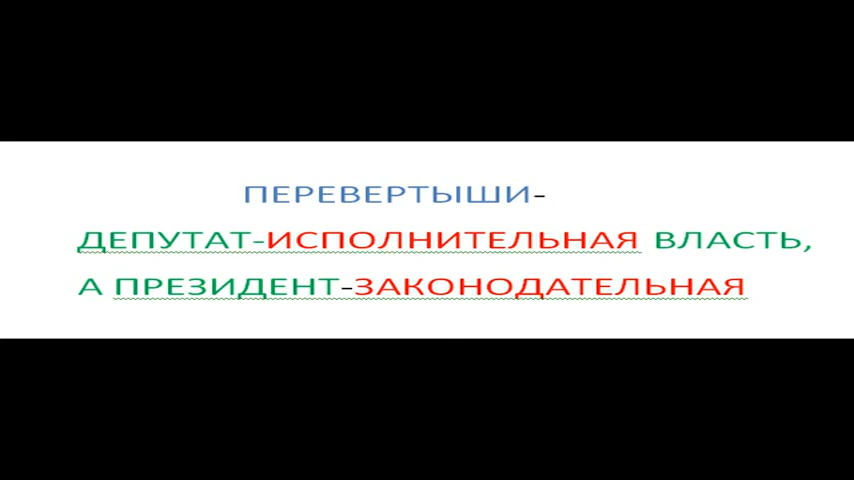 ПЕРЕВЕРТЫШИ-
ДЕПУТАТ-ИСПОЛНИТЕЛЬНАЯ ВЛАСТЬ,
А ПРЕЗИДЕНТ-ЗАКОНОДАТЕЛЬНАЯ